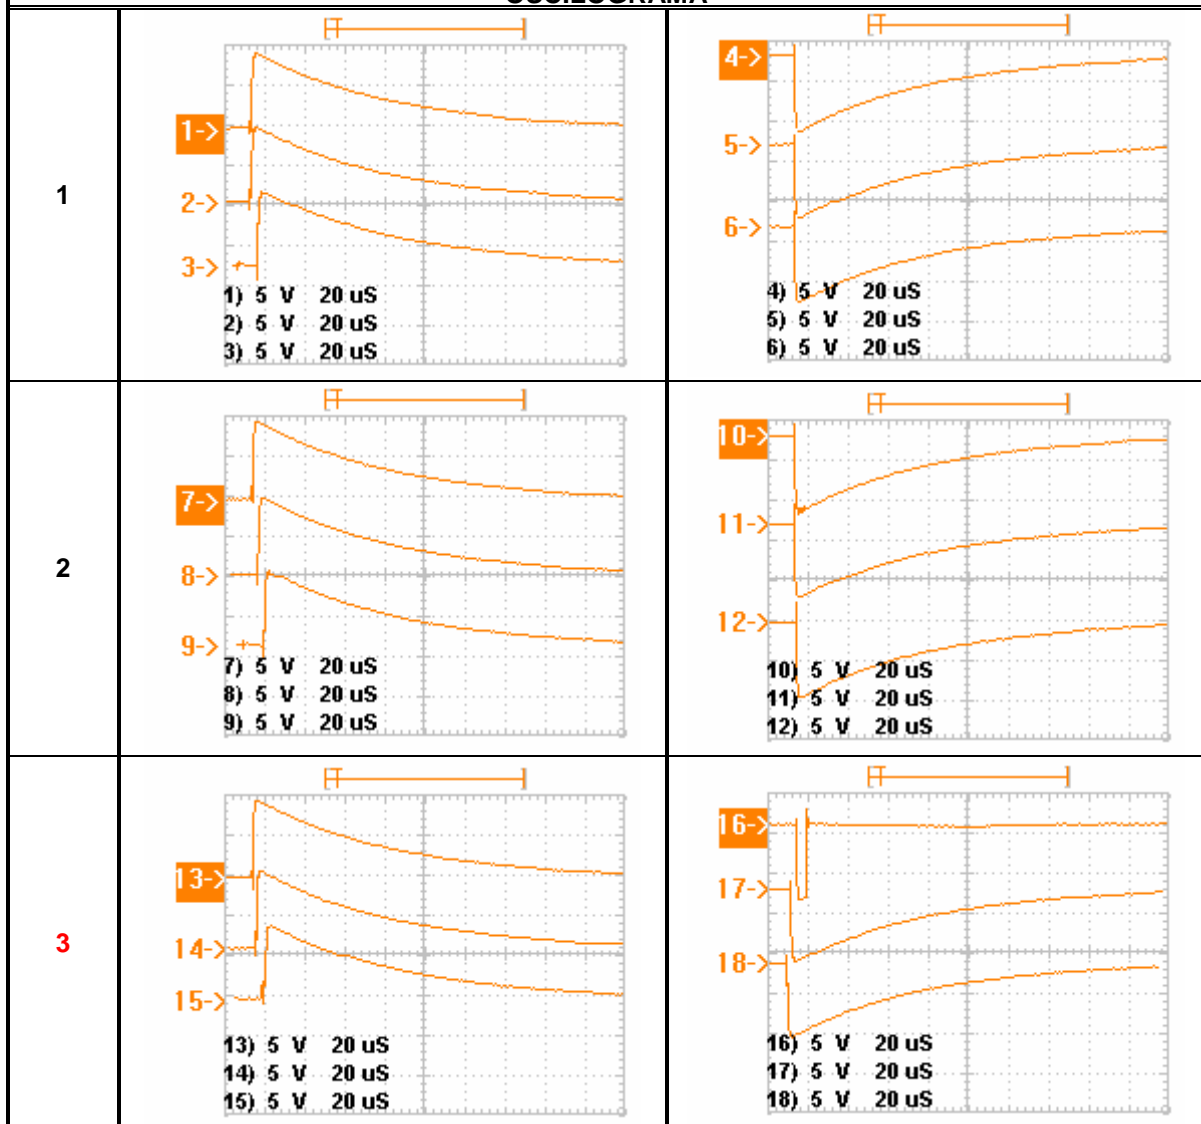 OSCILOGRAMA
1
1->
2->
3->
1) 5 V 20 uS
2) 5 V 20 uS
3) 5 V 20 uS
4->
5->
6->
4) 5 V 20 uS
5) 5 V 20 uS
6) 5 V 20 uS
2
7->
8->
9->
7) 5 V 20 uS
8) 5 V 20 uS
9) 5 V 20 uS
10->
11->
12->
10) 5 V 20 uS
11) 5 V 20 uS
12) 5 V 20 uS
3
13->
14->
15->
13) 5 V 20 uS
14) 5 V 20 uS
15) 5 V 20 uS
16->
17->
18->
16) 5 V 20 uS
17) 5 V 20 uS
18) 5 V 20 uS